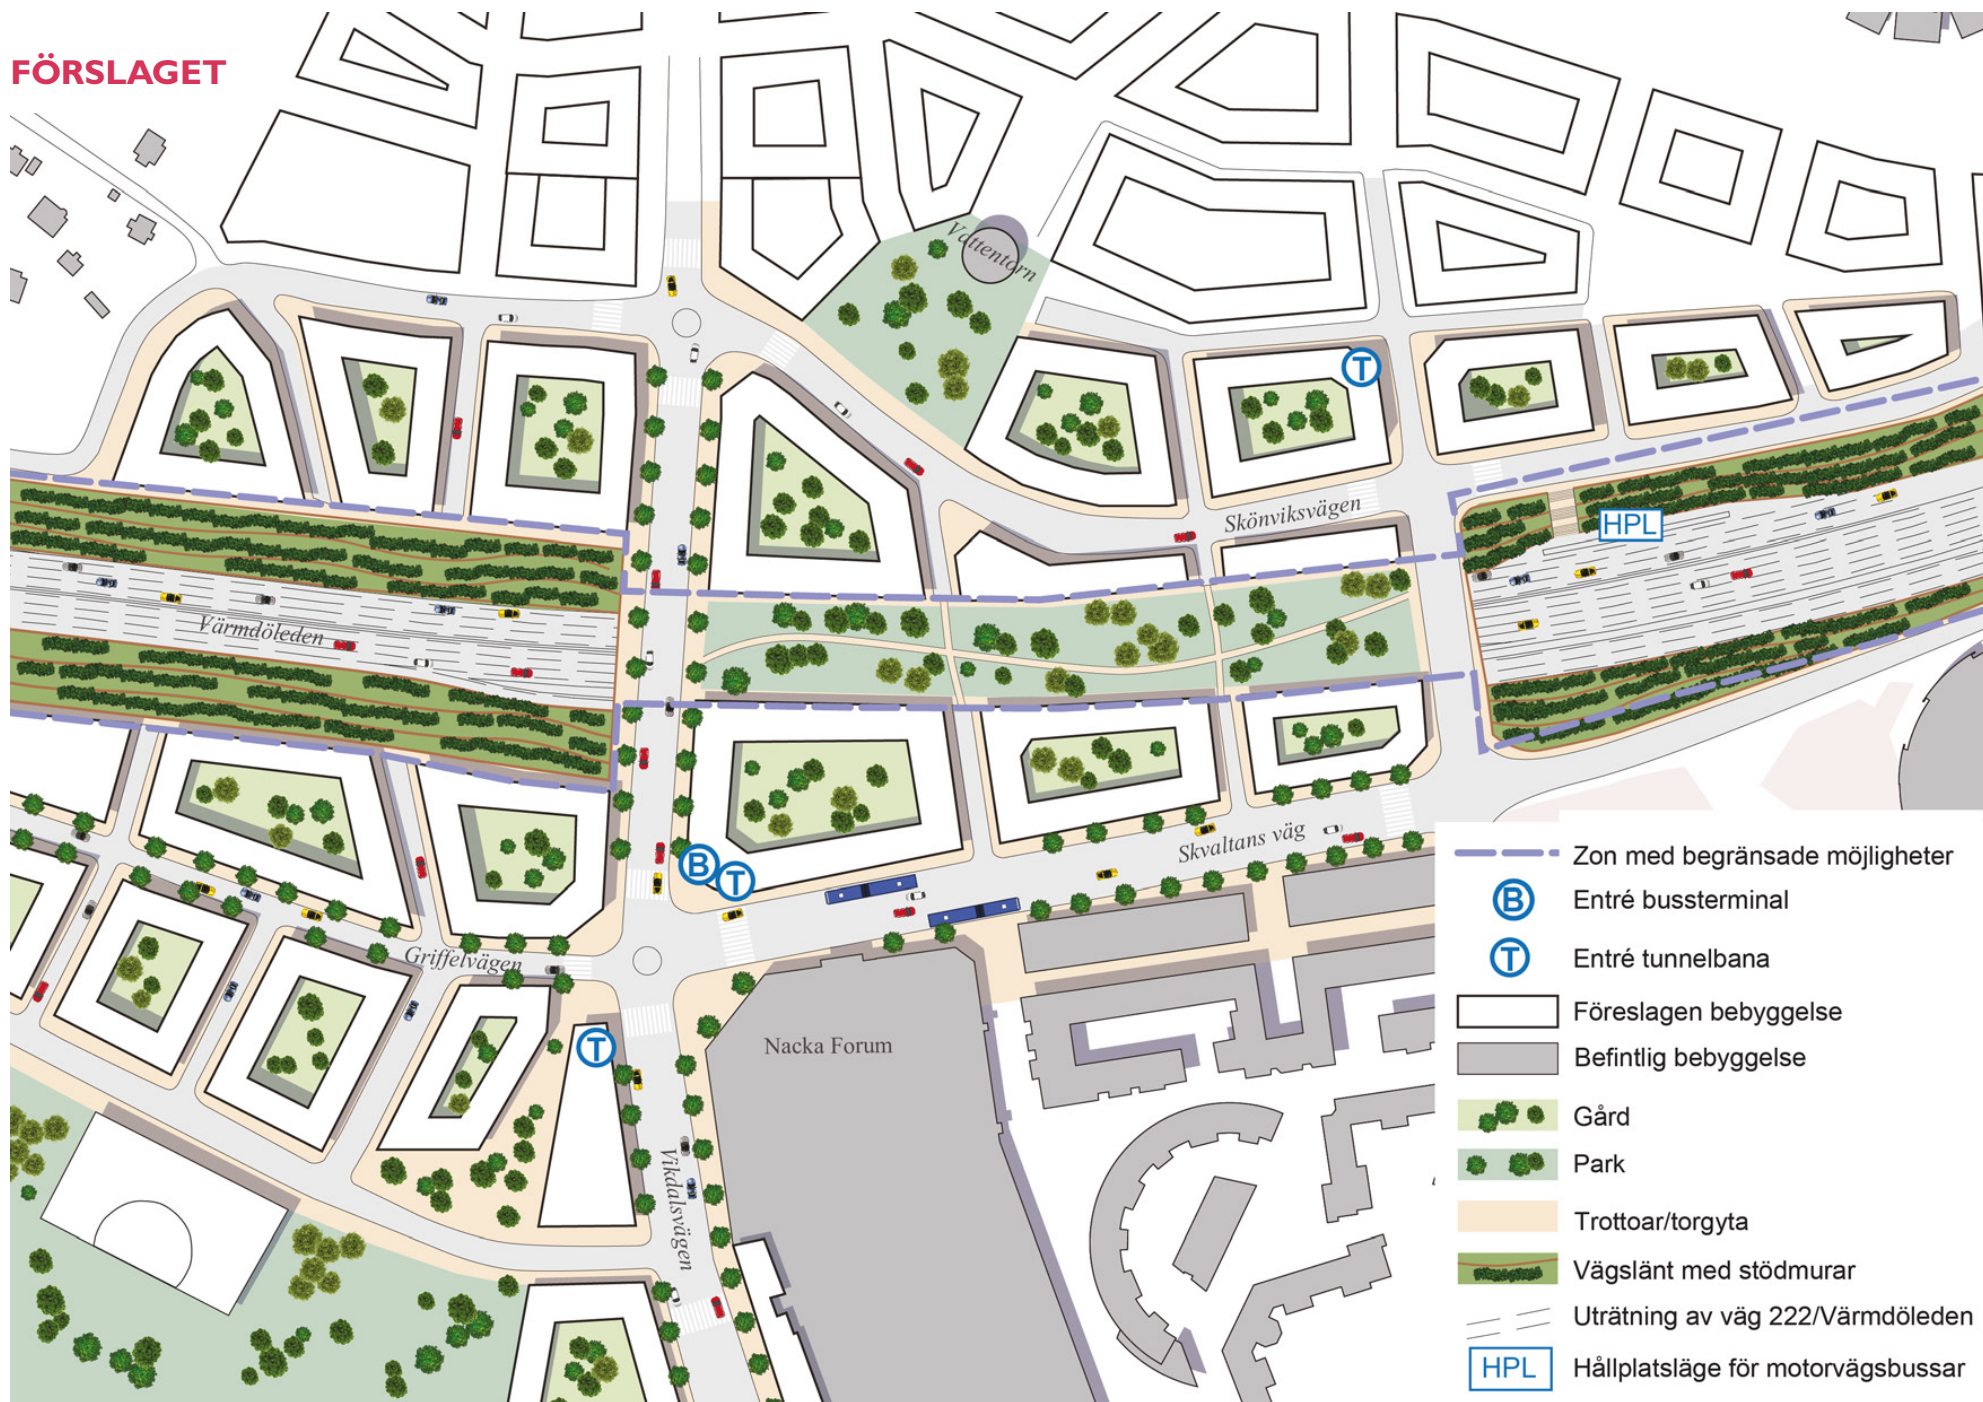 FÖRSLAGET
Vattentorn
T
Skönviksvägen
HPL
Värmdöleden
Skvaltans väg
B
T
Griffelvägen
T
Nacka Forum
Vikdalsvägen
Zon med begränsade möjligheter
B Entré bussterminal
T Entré tunnelbana
Föreslagen bebyggelse
Befintlig bebyggelse
Gård
Park
Trottoar/torgyta
Vägslänt med stödmurar
Uträtning av väg 222/Värmdöleden
HPL Hållplatsläge för motorvägsbussar